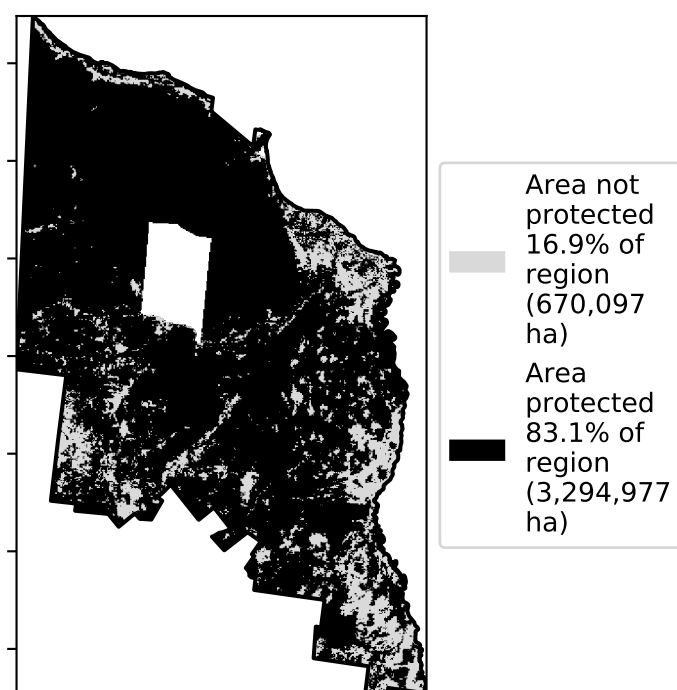 Area not
protected
16.9% of
region
(670,097
ha)
Area
protected
83.1% of
region
(3,294,977
ha)